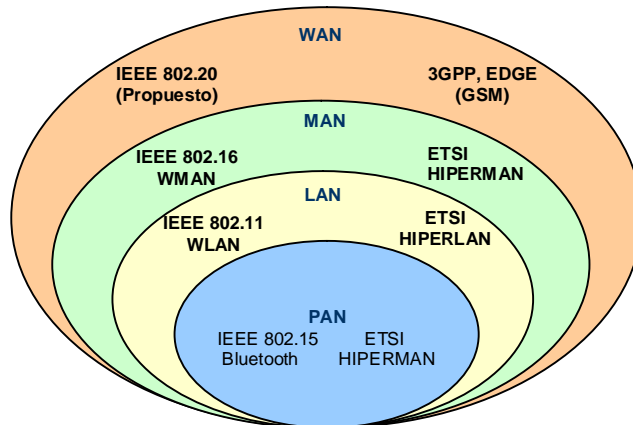 WAN
IEEE 802.20
(Propuesto)
3GPP, EDGE
(GSM)
MAN
IEEE 802.16
WMAN
ETSI
HIPERMAN
LAN
IEEE 802.11
WLAN
ETSI
HIPERLAN
PAN
IEEE 802.15
Bluetooth
ETSI
HIPERMAN